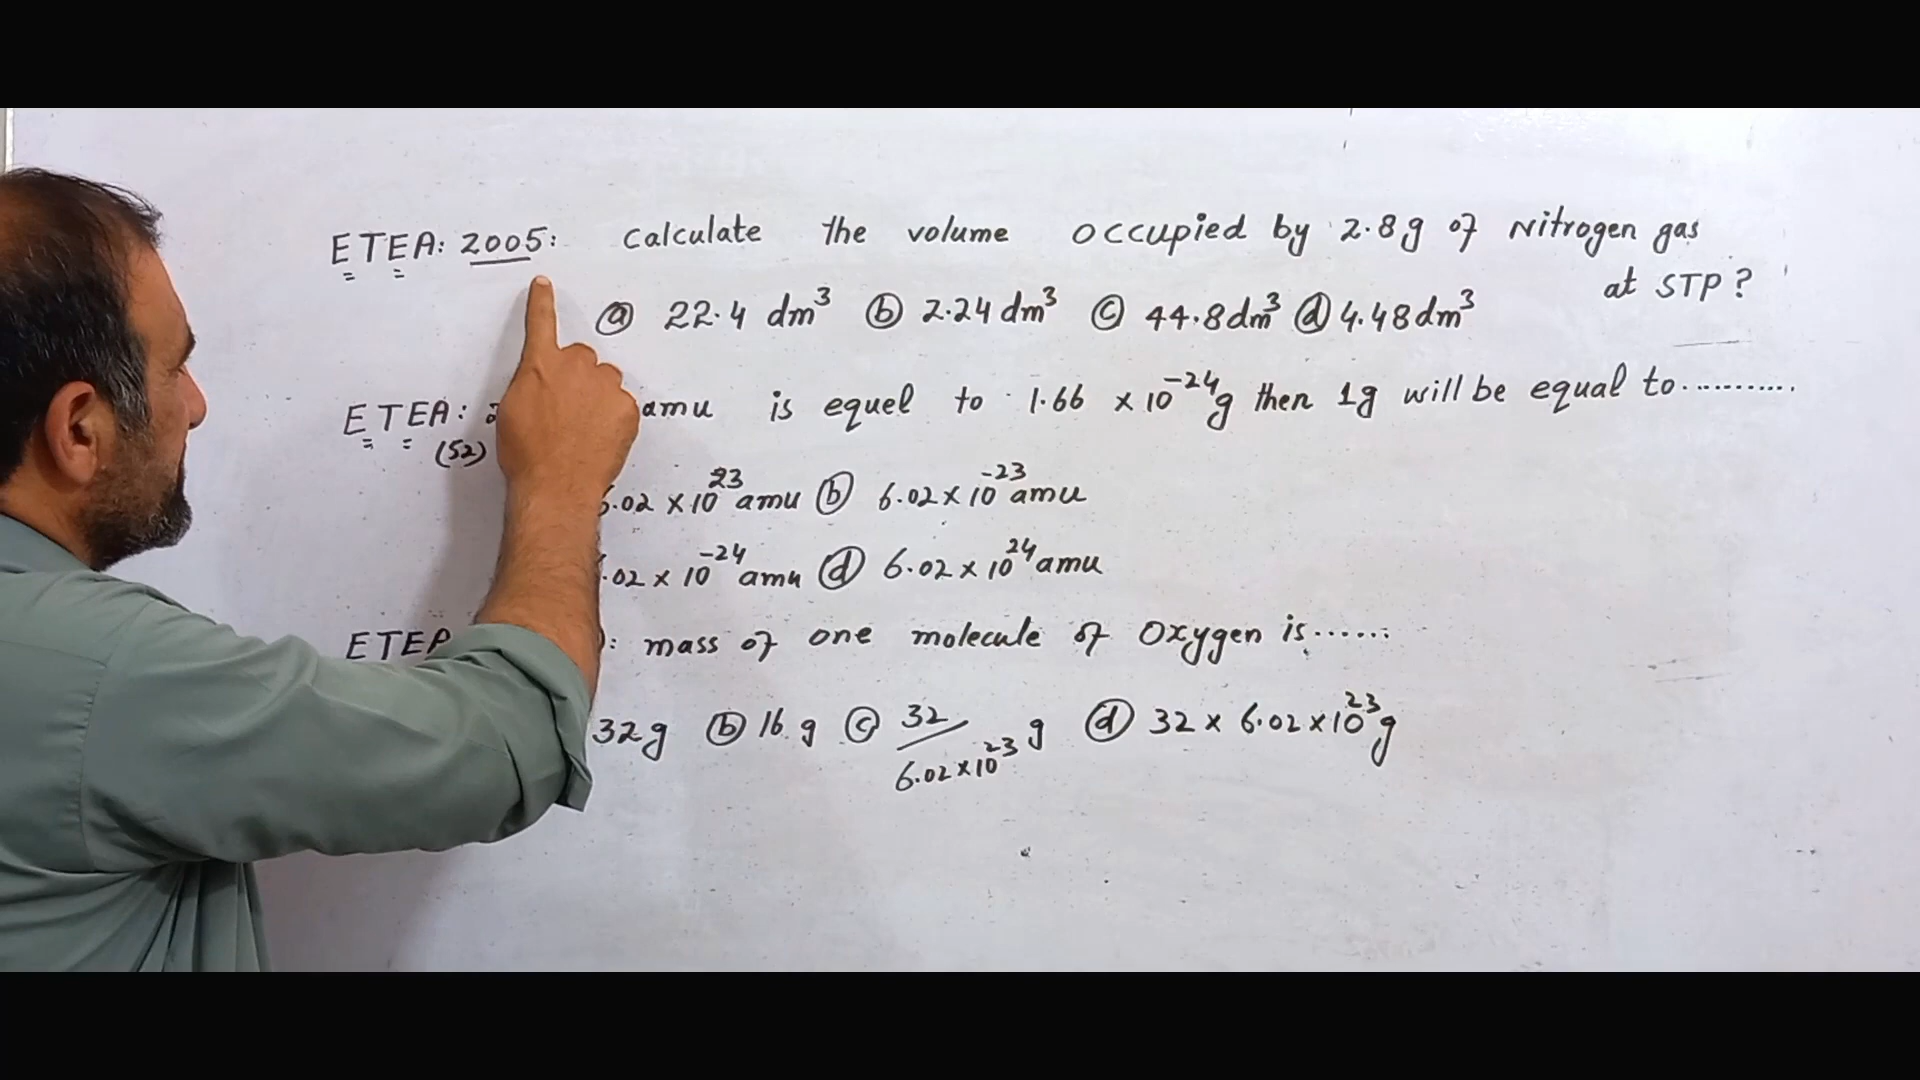 ETEA: 2005: Calculate the volume occupied by 2.8g of Nitrogen gas
at STP?
ⓐ 22.4 dm³ ⓑ 2.24 dm³ ⓒ 44.8dm³ ⓓ 4.48dm³
ETEA: amu is equel to 1.66 × 10⁻²⁴g then 1g will be equal to...........
(52)
6.02 × 10²³ amu ⓑ 6.02 × 10⁻²³ amu
.02 × 10⁻²⁴ amu ⓓ 6.02 × 10²⁴ amu
ETEA : mass of one molecule of Oxygen is......
32g ⓑ 16 g ⓒ 32/6.02×10²³ g ⓓ 32 × 6.02 × 10²³ g